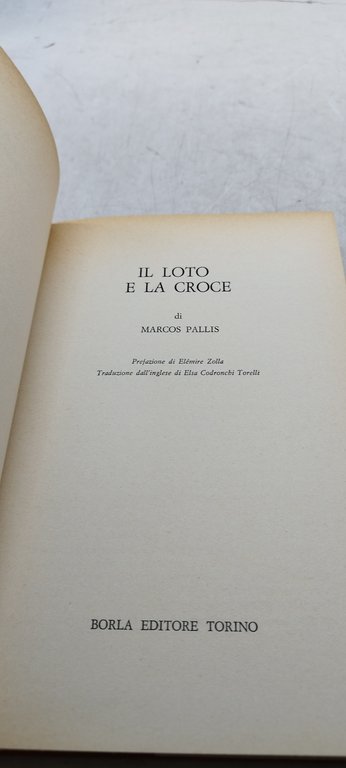 IL LOTO
E LA CROCE
di
MARCOS PALLIS
Prefazione di Elémire Zolla
Traduzione dall'inglese di Elsa Codronchi Torelli
BORLA EDITORE TORINO